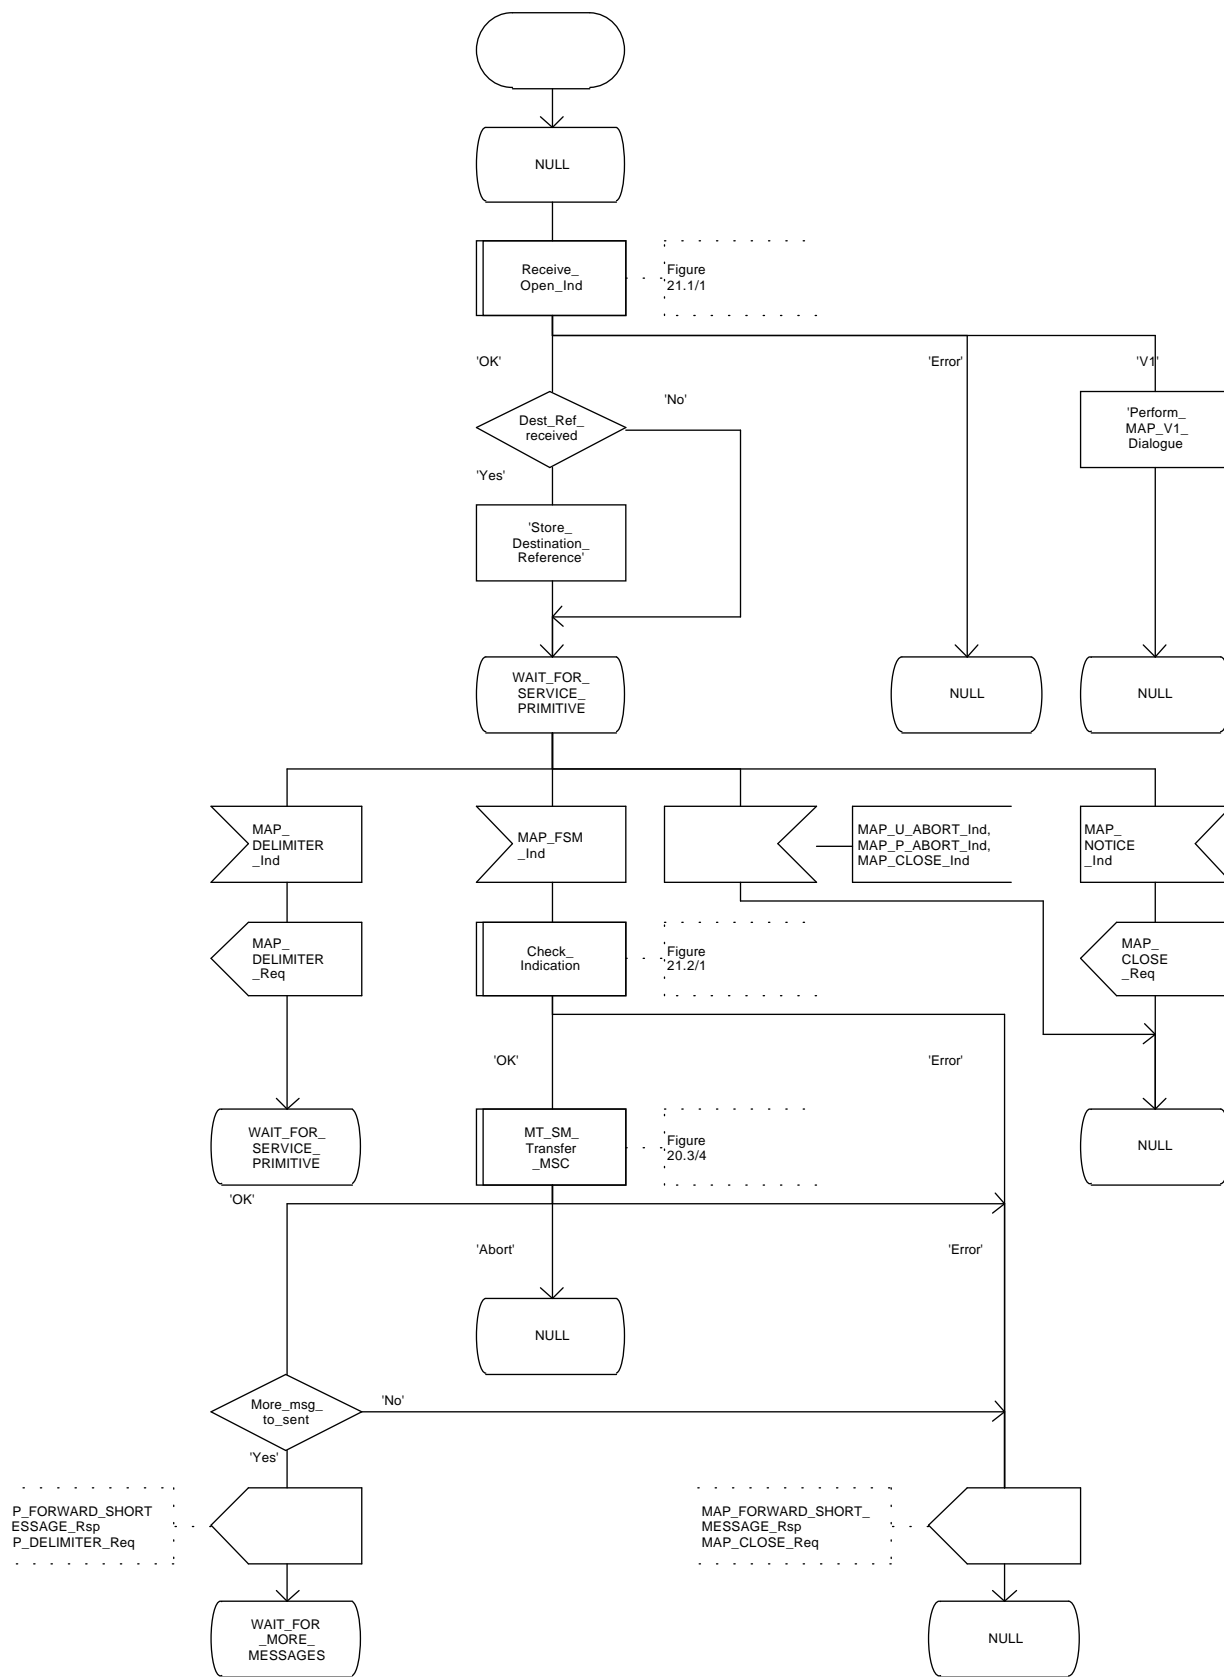 NULL
Receive_
Open_Ind
Figure
21.1/1
'OK'
'Error'
'V1'
Dest_Ref_
received
'No'
'Perform_
MAP_V1_
Dialogue
'Yes'
'Store_
Destination_
Reference'
WAIT_FOR_
SERVICE_
PRIMITIVE
NULL
NULL
MAP_
DELIMITER
_Ind
MAP_FSM
_Ind
MAP_U_ABORT_Ind,
MAP_P_ABORT_Ind,
MAP_CLOSE_Ind
MAP_
NOTICE
_Ind
MAP_
DELIMITER
_Req
Check_
Indication
Figure
21.2/1
MAP_
CLOSE
_Req
'OK'
'Error'
WAIT_FOR_
SERVICE_
PRIMITIVE
MT_SM_
Transfer
_MSC
Figure
20.3/4
NULL
'OK'
'Abort'
'Error'
NULL
More_msg_
to_sent
'No'
'Yes'
P_FORWARD_SHORT
ESSAGE_Rsp
P_DELIMITER_Req
MAP_FORWARD_SHORT_
MESSAGE_Rsp
MAP_CLOSE_Req
WAIT_FOR
_MORE_
MESSAGES
NULL